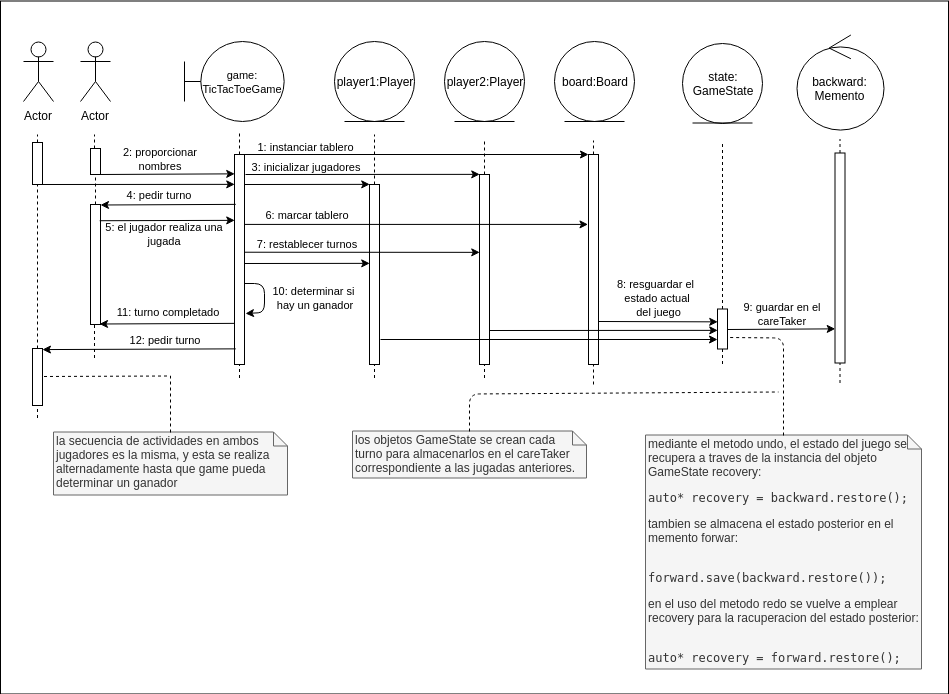 Actor
Actor
game:
TicTacToeGame
player1:Player
player2:Player
board:Board
state:
GameState
backward:
Memento
1: instanciar tablero
2: proporcionar
nombres
3: inicializar jugadores
4: pedir turno
5: el jugador realiza una
jugada
6: marcar tablero
7: restablecer turnos
8: resguardar el
estado actual
del juego
9: guardar en el
careTaker
10: determinar si
hay un ganador
11: turno completado
12: pedir turno
la secuencia de actividades en ambos
jugadores es la misma, y esta se realiza
alternadamente hasta que game pueda
determinar un ganador
los objetos GameState se crean cada
turno para almacenarlos en el careTaker
correspondiente a las jugadas anteriores.
mediante el metodo undo, el estado del juego se
recupera a traves de la instancia del objeto
GameState recovery:
auto* recovery = backward.restore();
tambien se almacena el estado posterior en el
memento forwar:
forward.save(backward.restore());
en el uso del metodo redo se vuelve a emplear
recovery para la racuperacion del estado posterior:
auto* recovery = forward.restore();